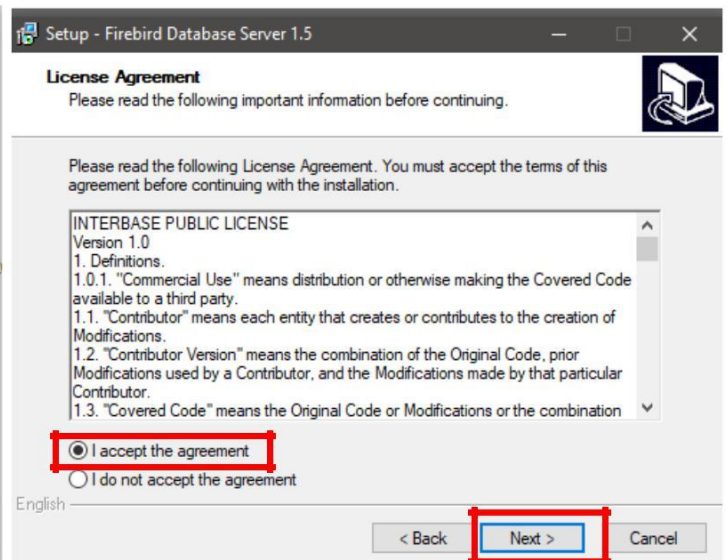 Setup - Firebird Database Server 1.5
License Agreement
Please read the following important information before continuing.
Please read the following License Agreement. You must accept the terms of this
agreement before continuing with the installation.
INTERBASE PUBLIC LICENSE
Version 1.0
1. Definitions.
1.0.1. "Commercial Use" means distribution or otherwise making the Covered Code
available to a third party.
1.1. "Contributor" means each entity that creates or contributes to the creation of
Modifications.
1.2. "Contributor Version" means the combination of the Original Code, prior
Modifications used by a Contributor, and the Modifications made by that particular
Contributor.
1.3. "Covered Code" means the Original Code or Modifications or the combination
I accept the agreement
I do not accept the agreement
English
< Back Next > Cancel